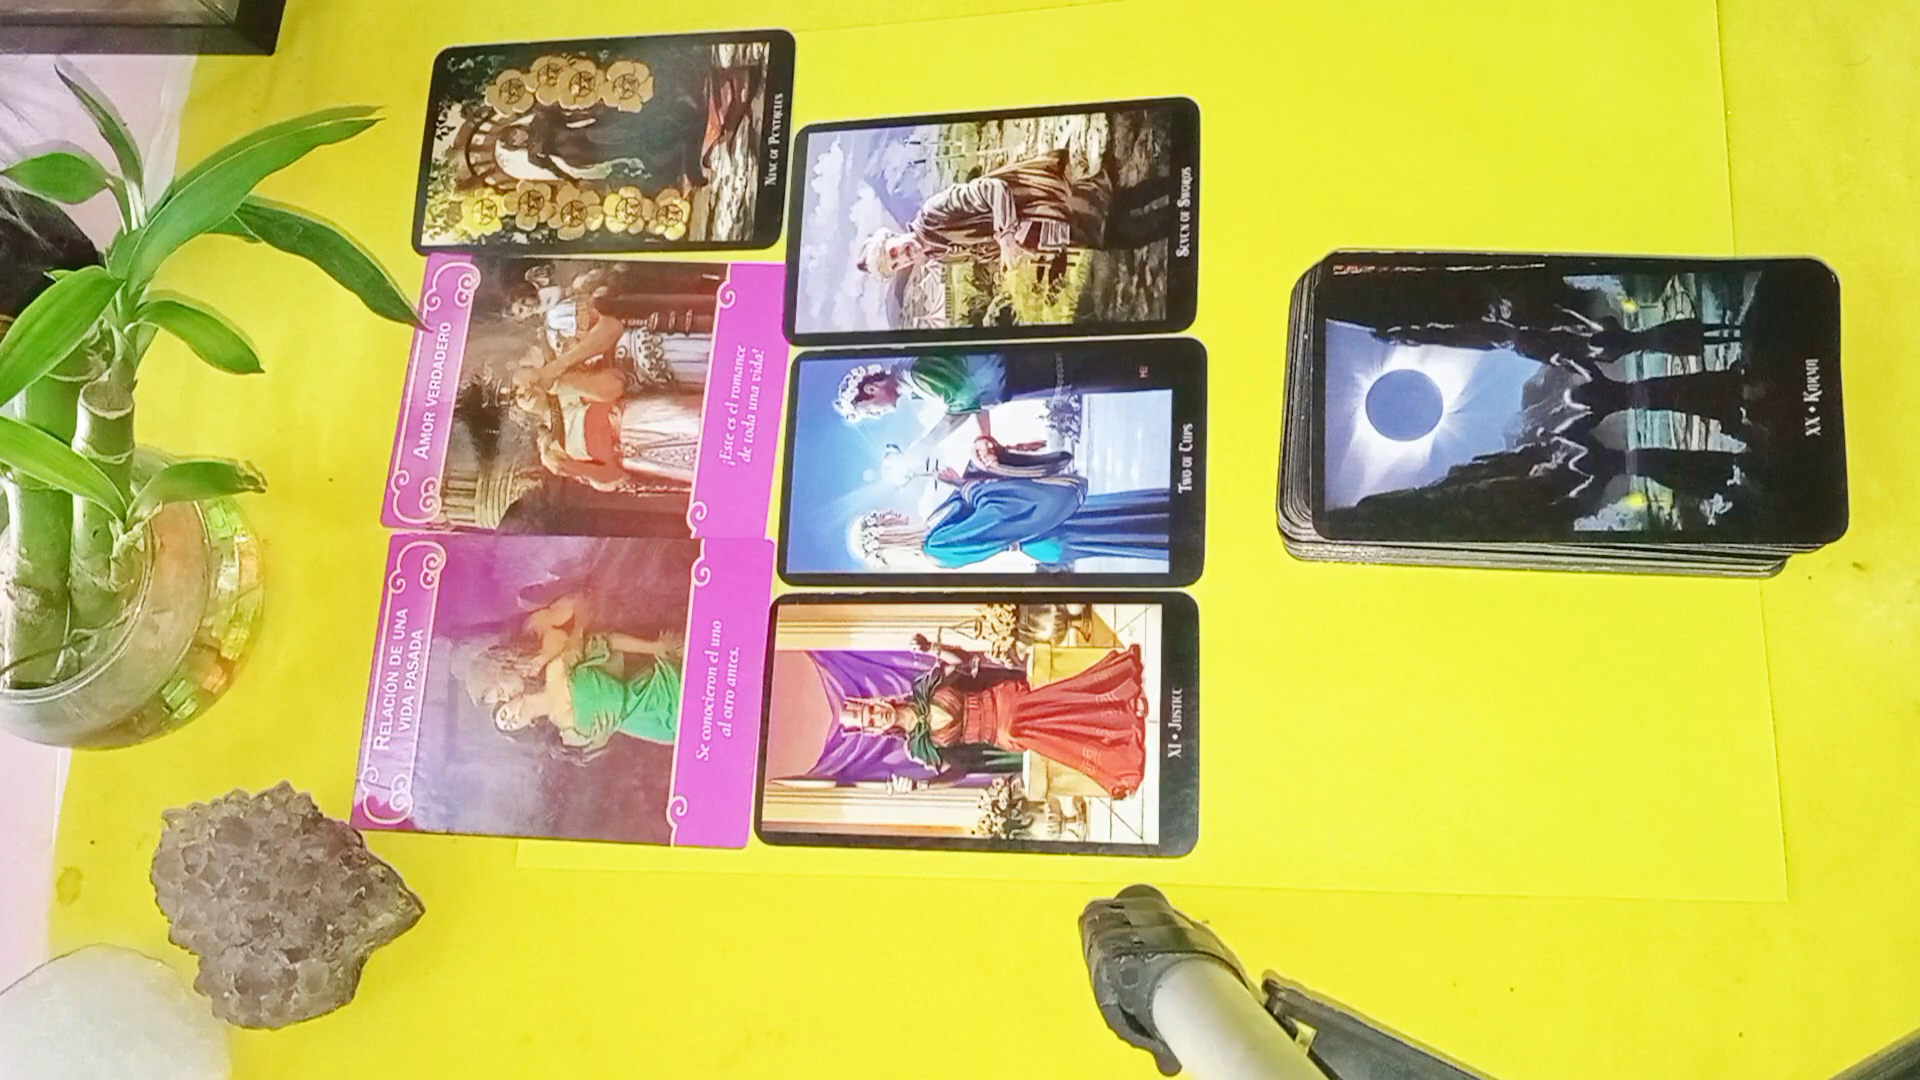 RELACIÓN DE UNA
VIDA PASADA
Se conocieron el uno
al otro antes.
AMOR VERDADERO
¡Este es el romance
de toda una vida!
NINE OF PENTACLES
XI • JUSTICE
TWO OF CUPS
SEVEN OF SWORDS
XX • KARMA